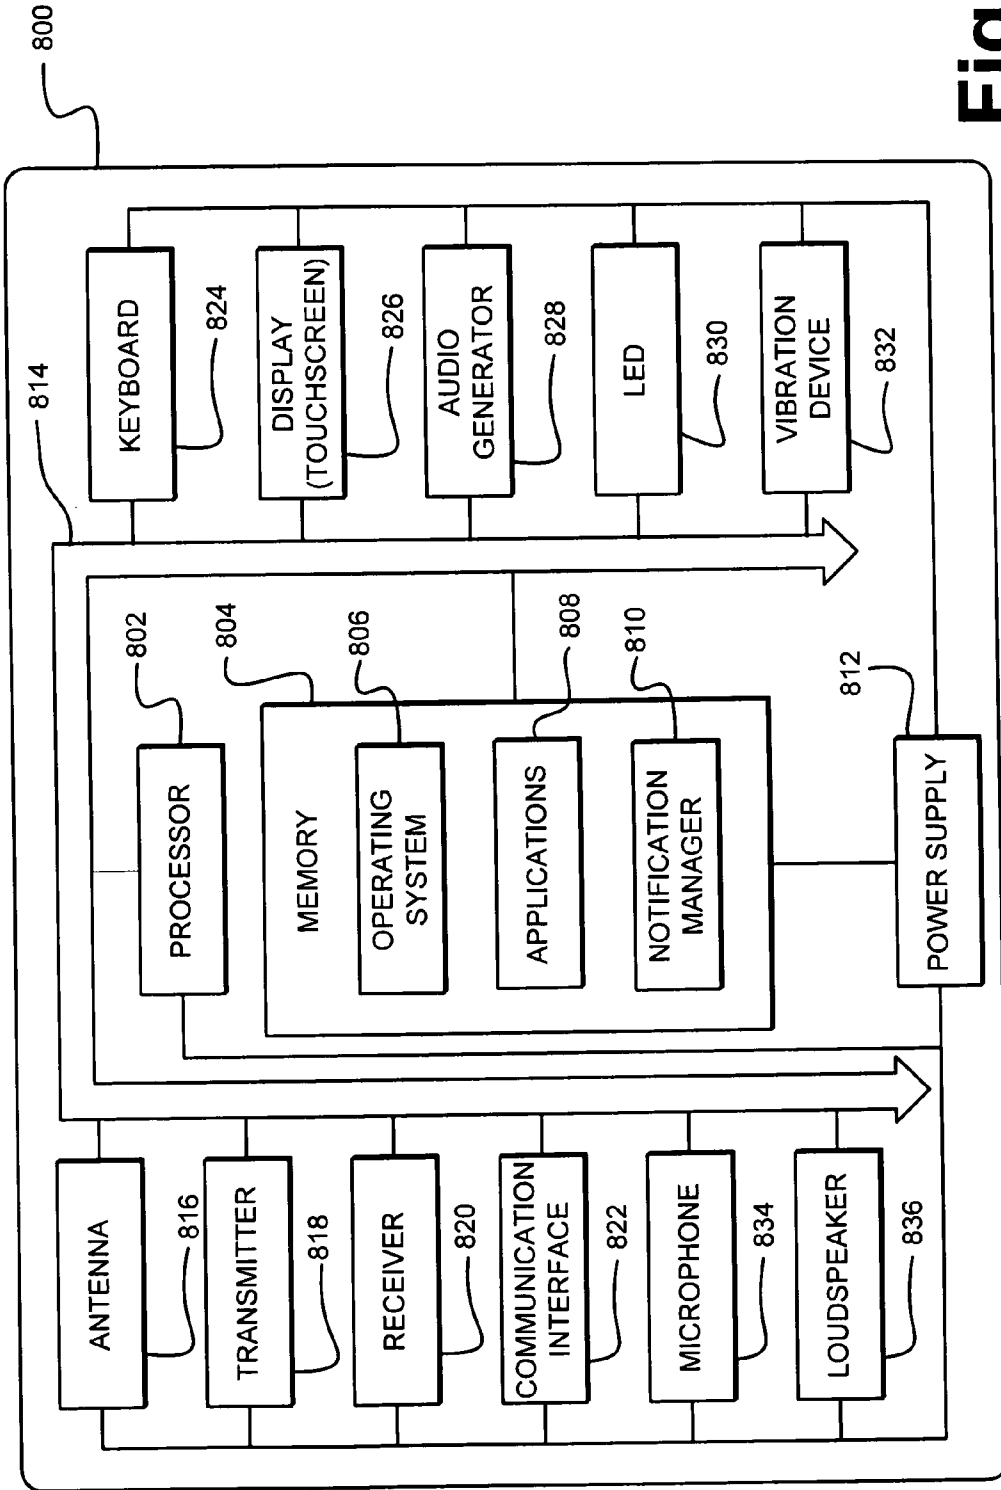 800
814
ANTENNA
816
TRANSMITTER
818
RECEIVER
820
COMMUNICATION
INTERFACE
822
MICROPHONE
834
LOUDSPEAKER
836
PROCESSOR
802
MEMORY
804
OPERATING
SYSTEM
806
APPLICATIONS
808
NOTIFICATION
MANAGER
810
POWER SUPPLY
812
KEYBOARD
824
DISPLAY
(TOUCHSCREEN)
826
AUDIO
GENERATOR
828
LED
830
VIBRATION
DEVICE
832
Fig